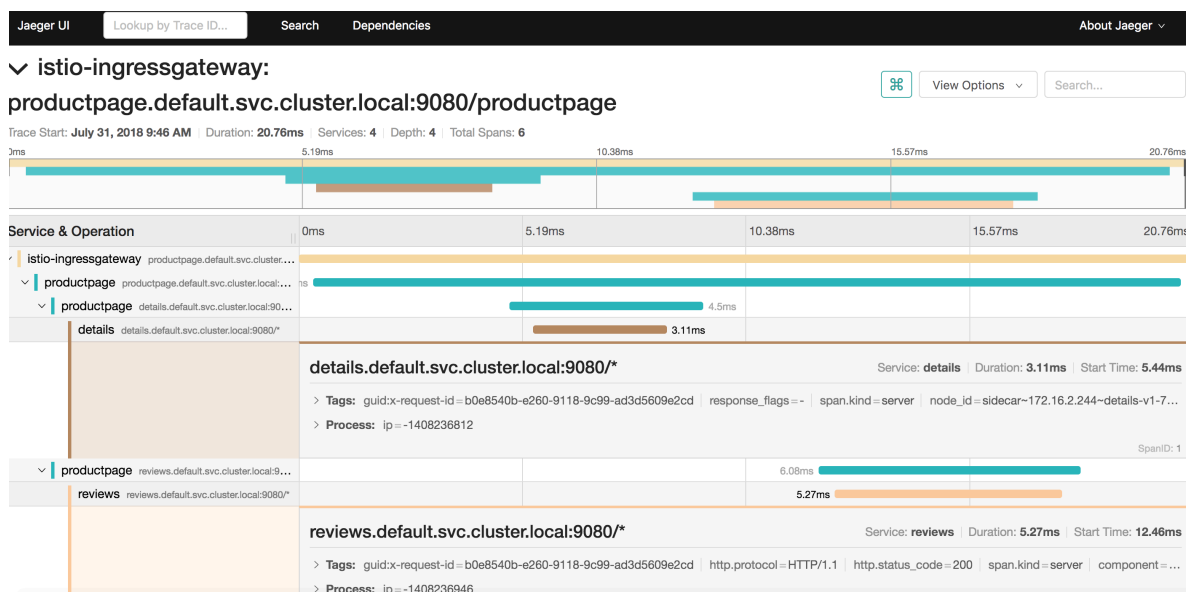 Jaeger UI Lookup by Trace ID... Search Dependencies About Jaeger
istio-ingressgateway:
productpage.default.svc.cluster.local:9080/productpage
View Options Search...
Trace Start: July 31, 2018 9:46 AM Duration: 20.76ms Services: 4 Depth: 4 Total Spans: 6
0ms 5.19ms 10.38ms 15.57ms 20.76ms
Service & Operation 0ms 5.19ms 10.38ms 15.57ms 20.76ms
istio-ingressgateway productpage.default.svc.cluster....
productpage productpage.default.svc.cluster.local:...
productpage details.default.svc.cluster.local:90... 4.5ms
details details.default.svc.cluster.local:9080/* 3.11ms
details.default.svc.cluster.local:9080/* Service: details Duration: 3.11ms Start Time: 5.44ms
Tags: guid:x-request-id=b0e8540b-e260-9118-9c99-ad3d5609e2cd response_flags=- span.kind=server node_id=sidecar~172.16.2.244~details-v1-7...
Process: ip=-1408236812
SpanID: 1
productpage reviews.default.svc.cluster.local:9... 6.08ms
reviews reviews.default.svc.cluster.local:9080/* 5.27ms
reviews.default.svc.cluster.local:9080/* Service: reviews Duration: 5.27ms Start Time: 12.46ms
Tags: guid:x-request-id=b0e8540b-e260-9118-9c99-ad3d5609e2cd http.protocol=HTTP/1.1 http.status_code=200 span.kind=server component=...
Process: ip=-1408236946